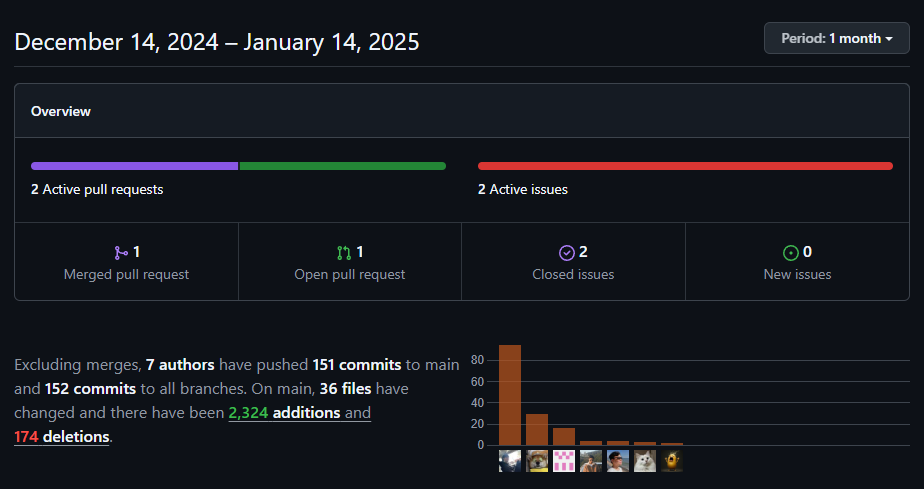 December 14, 2024 – January 14, 2025
Period: 1 month
Overview
2 Active pull requests
2 Active issues
1
Merged pull request
1
Open pull request
2
Closed issues
0
New issues
Excluding merges, 7 authors have pushed 151 commits to main
and 152 commits to all branches. On main, 36 files have
changed and there have been 2,324 additions and
174 deletions.
80
60
40
20
0